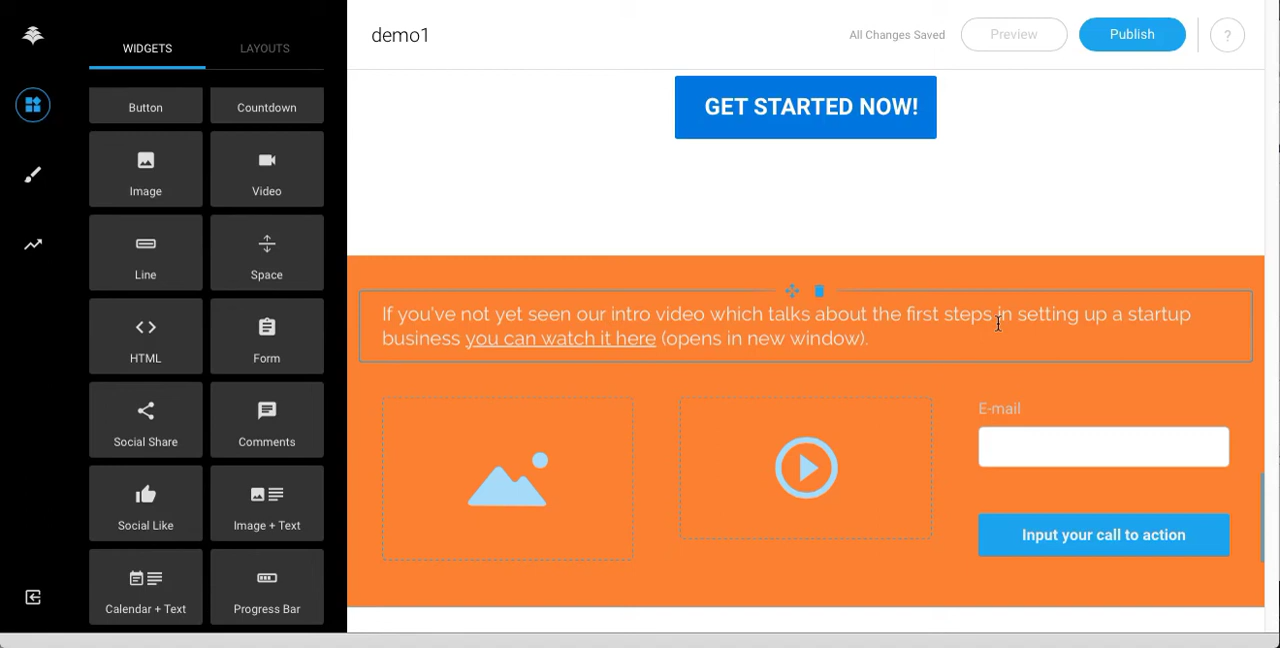 WIDGETS
LAYOUTS
Button
Countdown
Image
Video
Line
Space
HTML
Form
Social Share
Comments
Social Like
Image + Text
Calendar + Text
Progress Bar
demo1
All Changes Saved
Preview
Publish
?
GET STARTED NOW!
If you've not yet seen our intro video which talks about the first steps in setting up a startup
business you can watch it here (opens in new window).
E-mail
Input your call to action